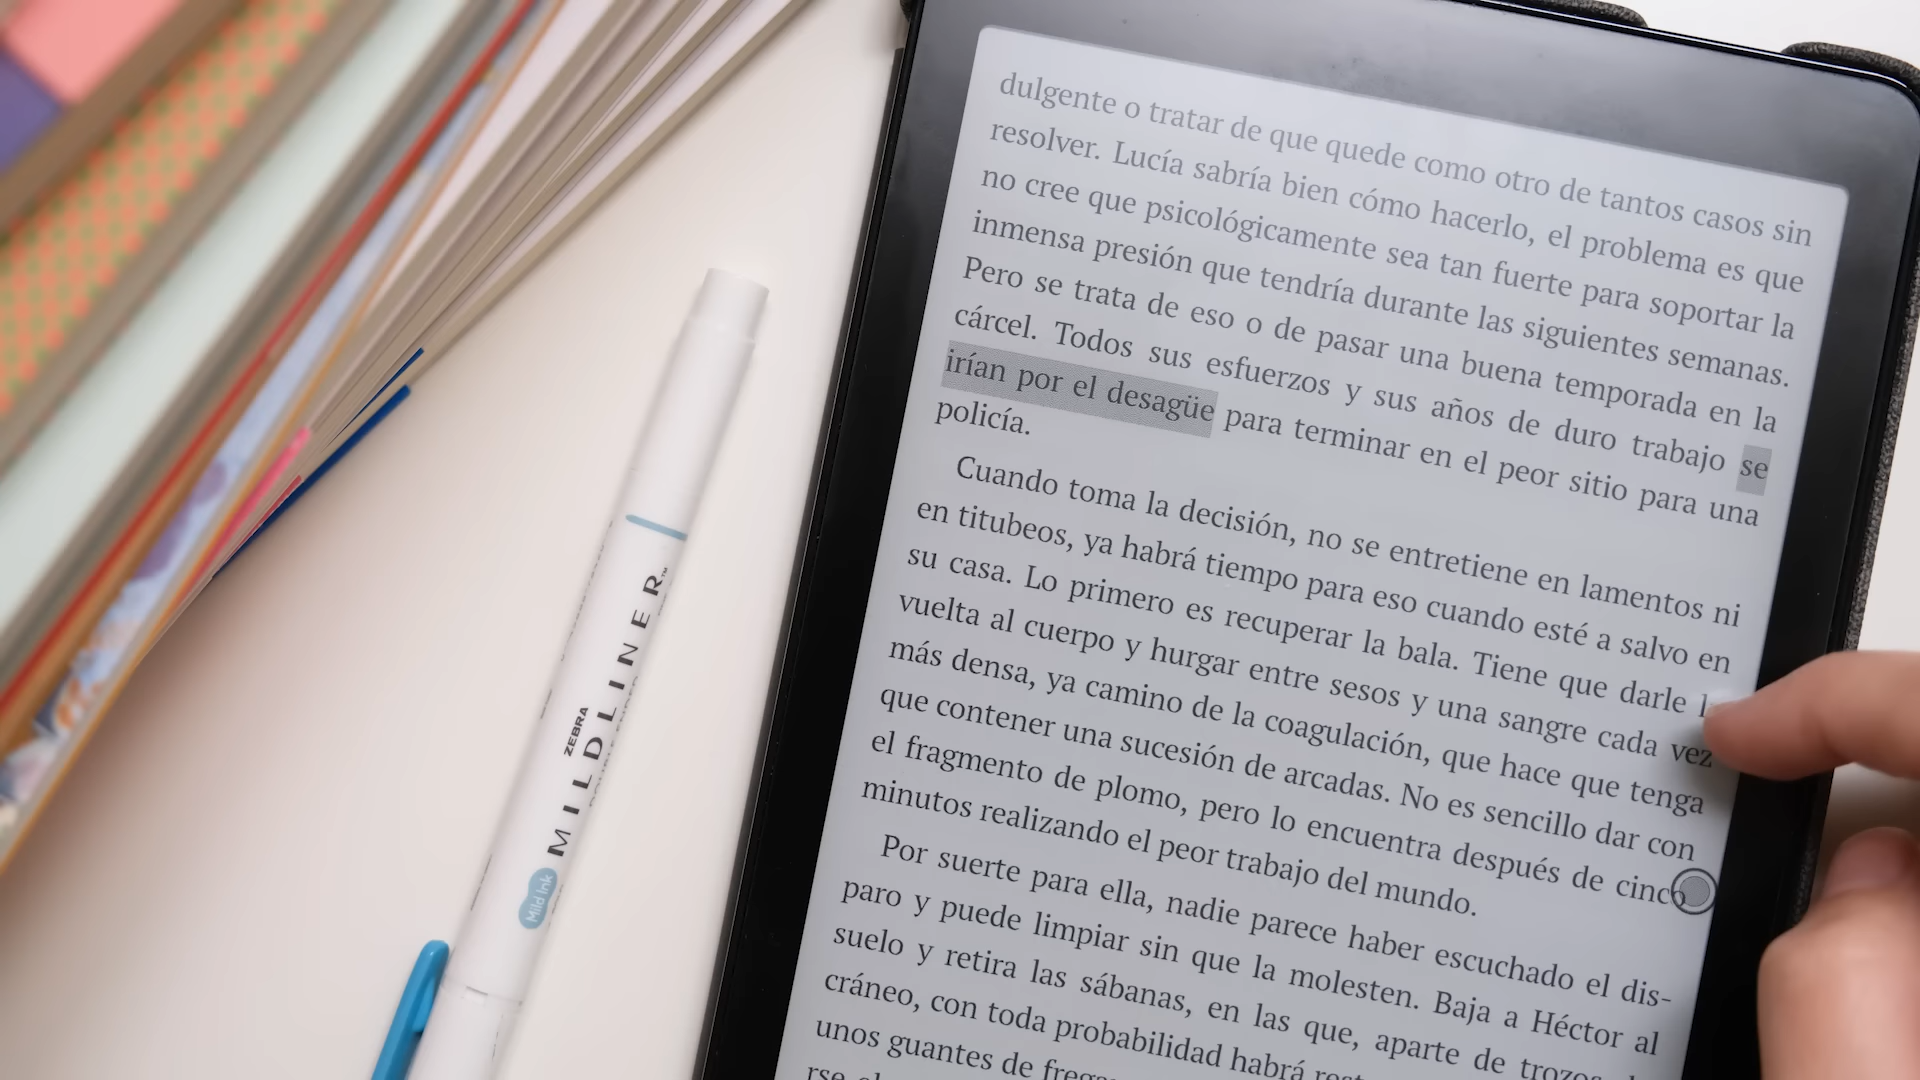 dulgente o tratar de que quede como otro de tantos casos sin
resolver. Lucía sabría bien cómo hacerlo, el problema es que
no cree que psicológicamente sea tan fuerte para soportar la
inmensa presión que tendría durante las siguientes semanas.
Pero se trata de eso o de pasar una buena temporada en la
cárcel. Todos sus esfuerzos y sus años de duro trabajo se
irían por el desagüe para terminar en el peor sitio para una
policía.
Cuando toma la decisión, no se entretiene en lamentos ni
en titubeos, ya habrá tiempo para eso cuando esté a salvo en
su casa. Lo primero es recuperar la bala. Tiene que darle
vuelta al cuerpo y hurgar entre sesos y una sangre cada vez
más densa, ya camino de la coagulación, que hace que tenga
que contener una sucesión de arcadas. No es sencillo dar con
el fragmento de plomo, pero lo encuentra después de cinco
minutos realizando el peor trabajo del mundo.
Por suerte para ella, nadie parece haber escuchado el dis-
paro y puede limpiar sin que la molesten. Baja a Héctor al
suelo y retira las sábanas, en las que, aparte de trozos
cráneo, con toda probabilidad habrá
unos guantes de
ZEBRA
MILDLINER™
Mild Ink